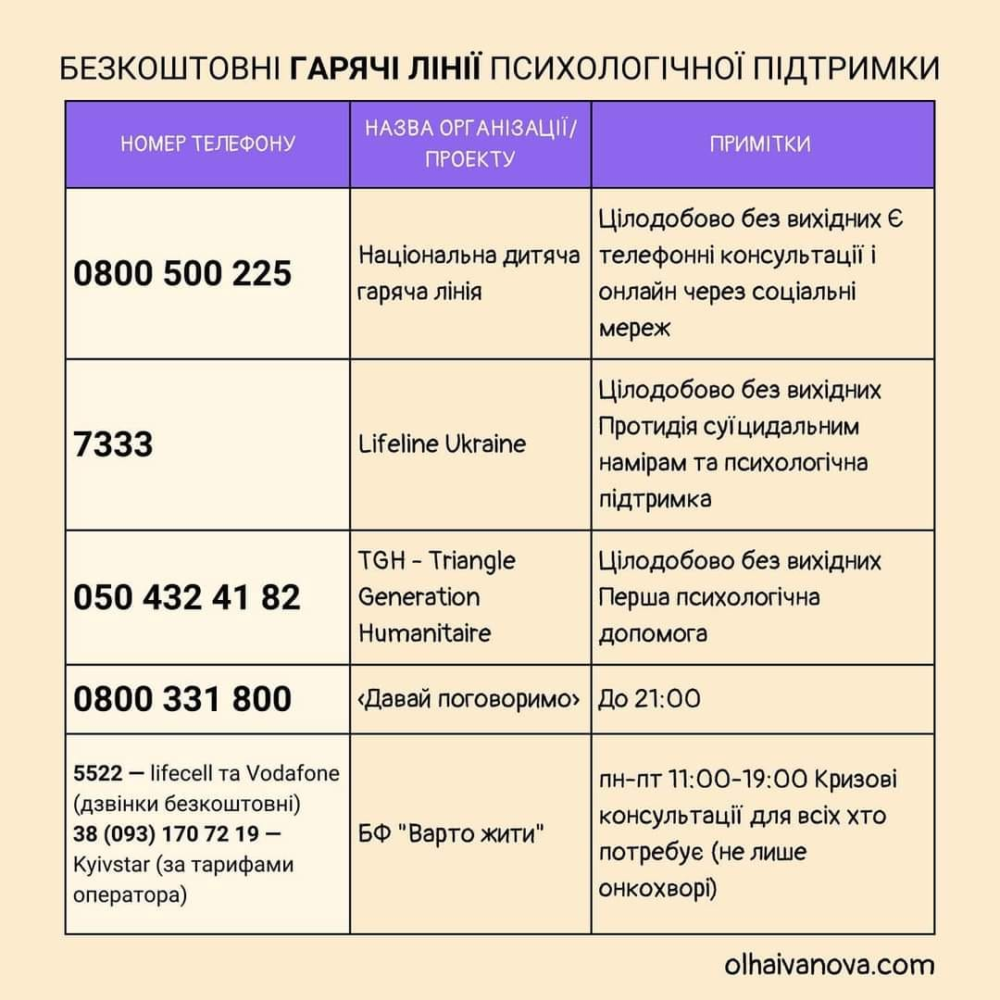 БЕЗКОШТОВНІ ГАРЯЧІ ЛІНІЇ ПСИХОЛОГІЧНОЇ ПІДТРИМКИ
НОМЕР ТЕЛЕФОНУ
НАЗВА ОРГАНІЗАЦІЇ/
ПРОЕКТУ
ПРИМІТКИ
0800 500 225
Національна дитяча
гаряча лінія
Цілодобово без вихідних Є
телефонні консультації і
онлайн через соціальні
мереж
7333
Lifeline Ukraine
Цілодобово без вихідних
Протидія суїцидальним
намірам та психологічна
підтримка
050 432 41 82
TGH - Triangle
Generation
Humanitaire
Цілодобово без вихідних
Перша психологічна
допомога
0800 331 800
‹Давай поговоримо›
До 21:00
5522 — lifecell та Vodafone
(дзвінки безкоштовні)
38 (093) 170 72 19 —
Kyivstar (за тарифами
оператора)
БФ "Варто жити"
пн-пт 11:00-19:00 Кризові
консультації для всіх хто
потребує (не лише
онкохворі)
olhaivanova.com